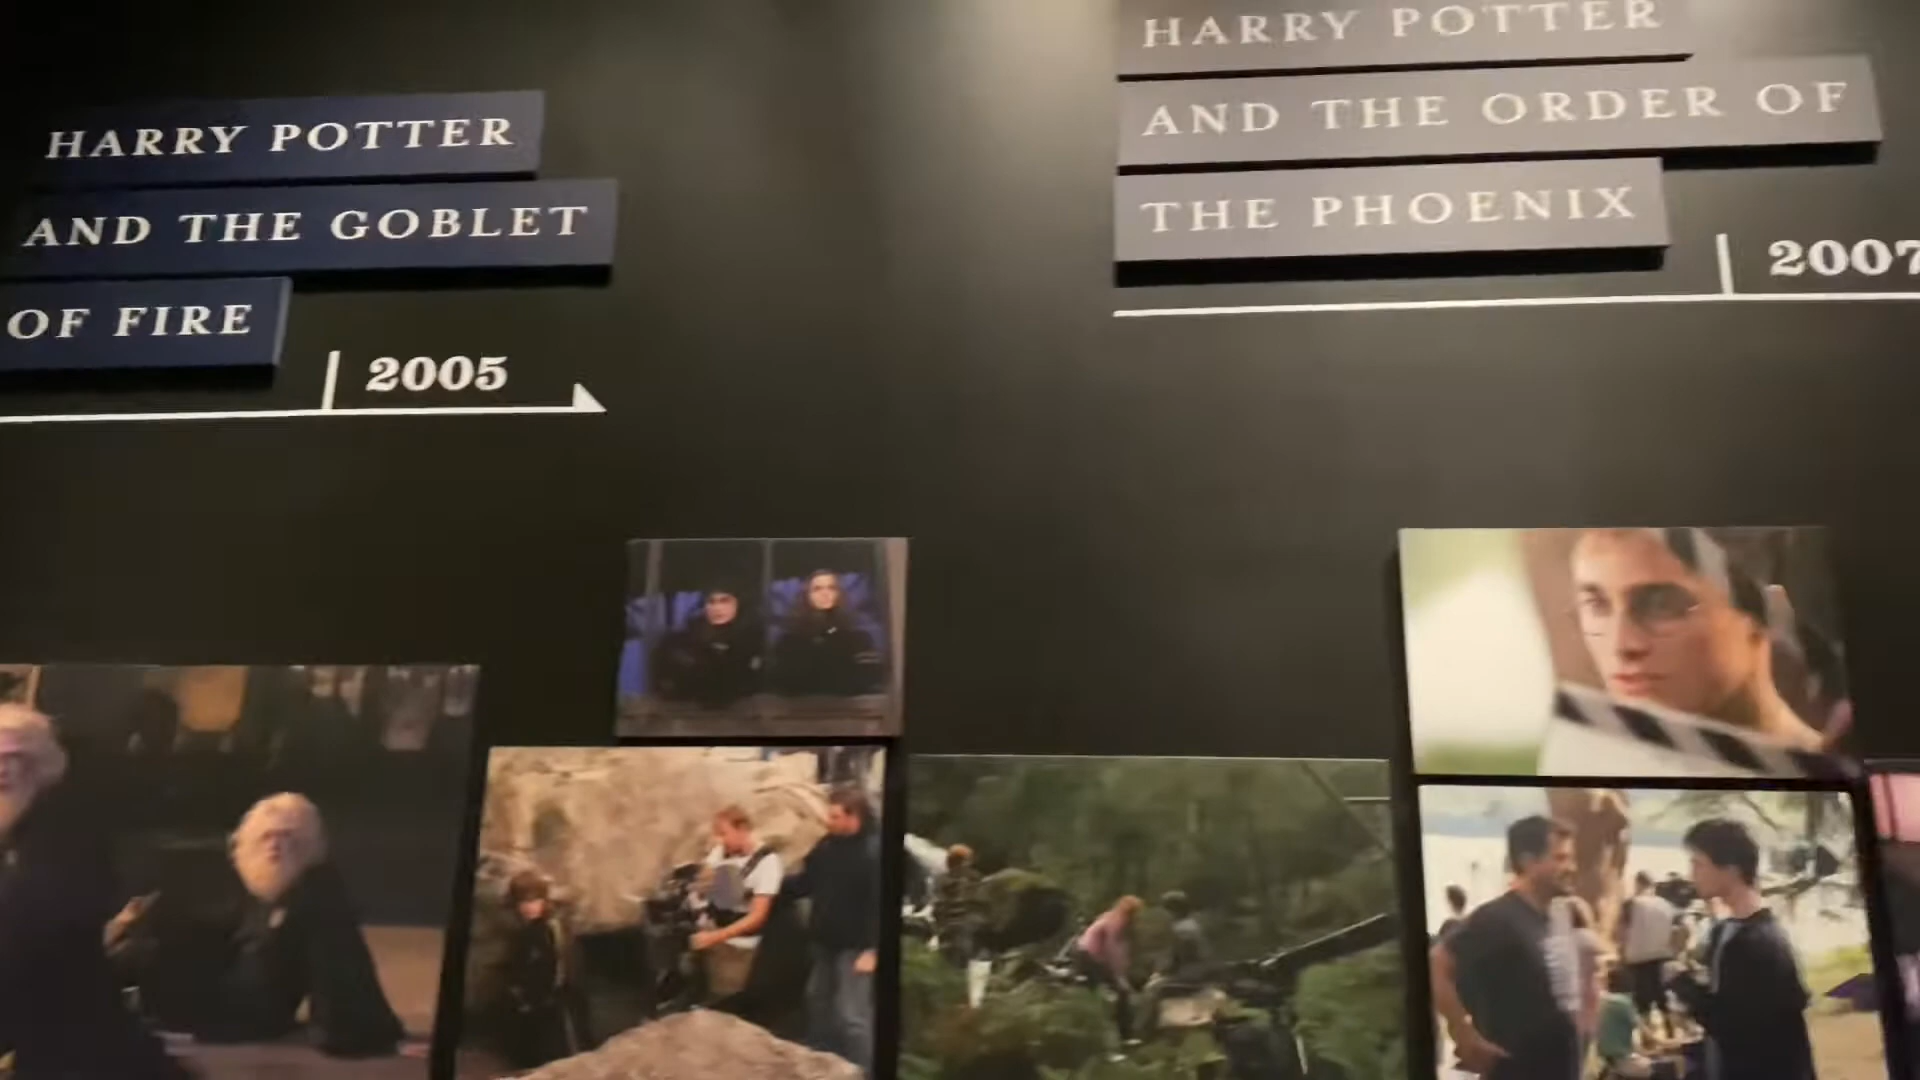 HARRY POTTER
AND THE GOBLET
OF FIRE
2005
HARRY POTTER
AND THE ORDER OF
THE PHOENIX
2007